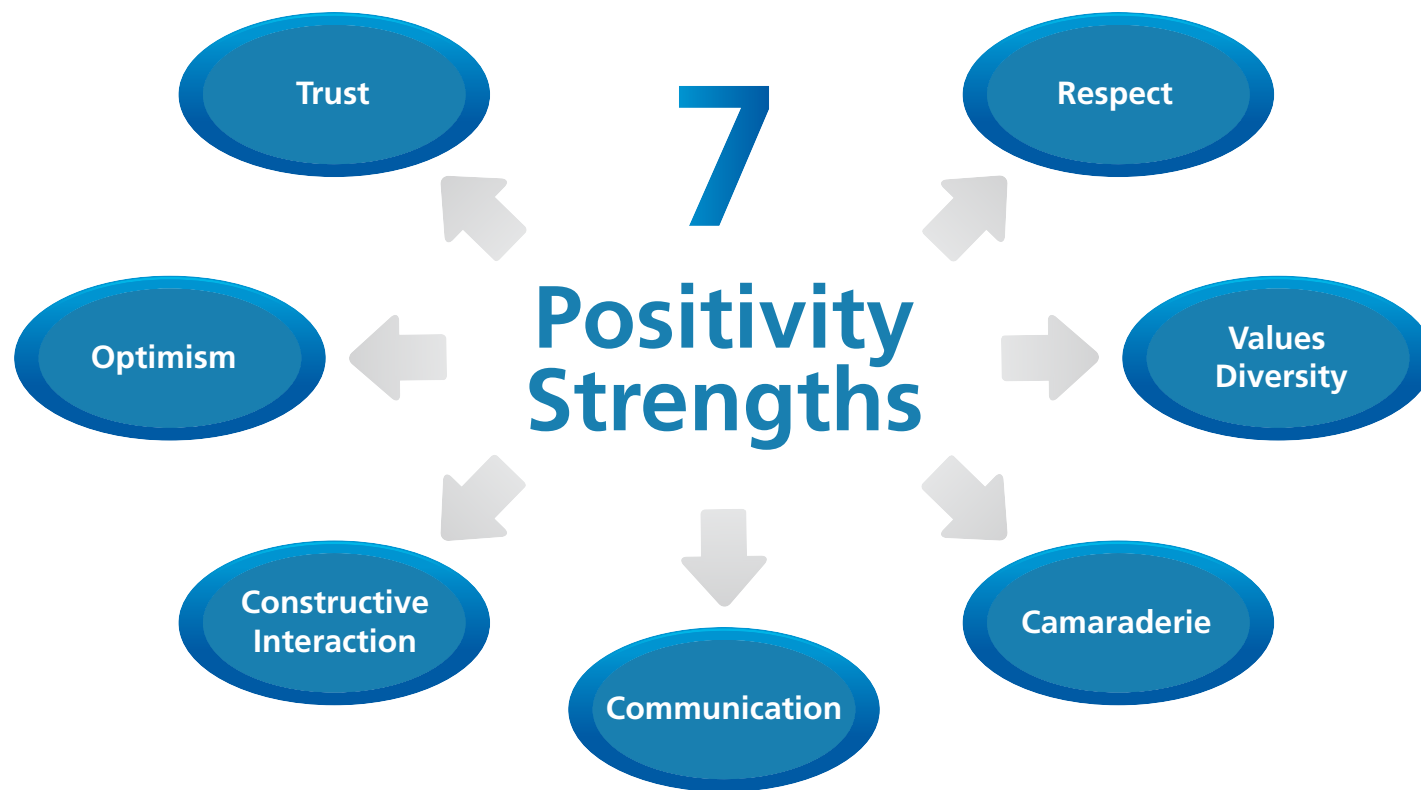 7
Positivity
Strengths
Trust
Respect
Optimism
Values
Diversity
Constructive
Interaction
Camaraderie
Communication